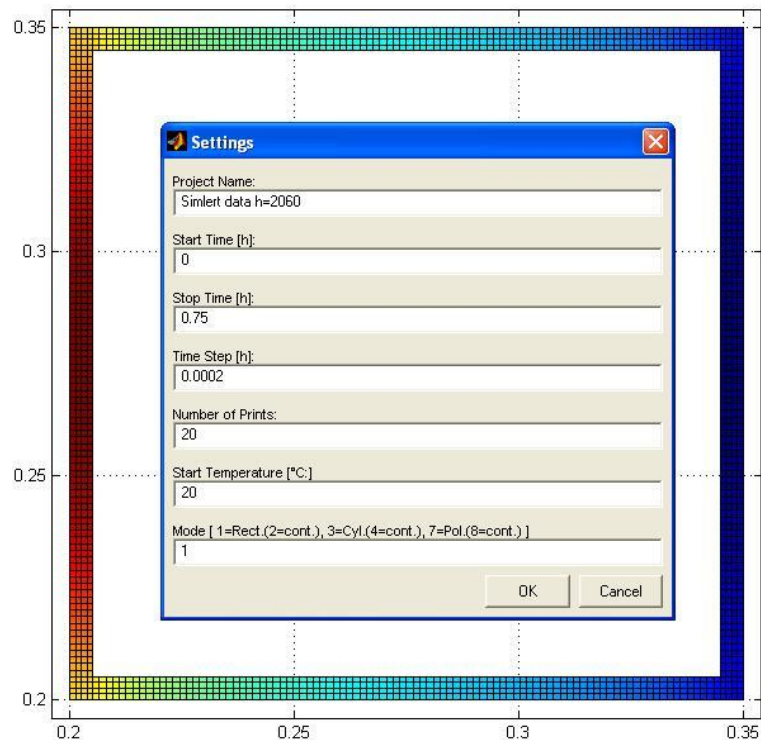 0.35
Settings
Project Name:
Simlert data h=2060
Start Time [h]:
0
0.3
Stop Time [h]:
0.75
Time Step [h]:
0.0002
Number of Prints:
20
0.25
Start Temperature [°C:]
20
Mode [ 1=Rect.(2=cont.), 3=Cyl.(4=cont.), 7=Pol.(8=cont.) ]
1
OK Cancel
0.2
0.2 0.25 0.3 0.35